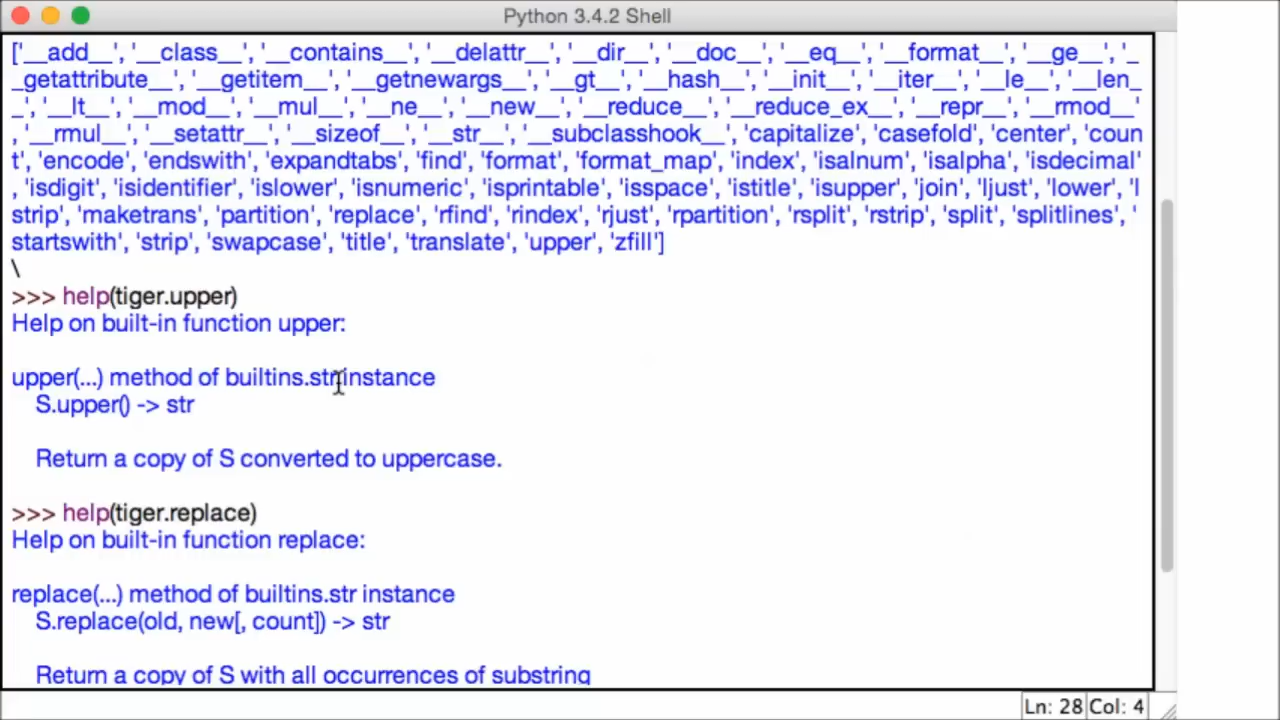 Python 3.4.2 Shell
['__add__', '__class__', '__contains__', '__delattr__', '__dir__', '__doc__', '__eq__', '__format__', '__ge__', '_
_getattribute__', '__getitem__', '__getnewargs__', '__gt__', '__hash__', '__init__', '__iter__', '__le__', '__len_
_', '__lt__', '__mod__', '__mul__', '__ne__', '__new__', '__reduce__', '__reduce_ex__', '__repr__', '__rmod__'
, '__rmul__', '__setattr__', '__sizeof__', '__str__', '__subclasshook__', 'capitalize', 'casefold', 'center', 'coun
t', 'encode', 'endswith', 'expandtabs', 'find', 'format', 'format_map', 'index', 'isalnum', 'isalpha', 'isdecimal'
, 'isdigit', 'isidentifier', 'islower', 'isnumeric', 'isprintable', 'isspace', 'istitle', 'isupper', 'join', 'ljust', 'lower', 'l
strip', 'maketrans', 'partition', 'replace', 'rfind', 'rindex', 'rjust', 'rpartition', 'rsplit', 'rstrip', 'split', 'splitlines', '
startswith', 'strip', 'swapcase', 'title', 'translate', 'upper', 'zfill']
\
>>> help(tiger.upper)
Help on built-in function upper:
upper(...) method of builtins.str instance
S.upper() -> str
Return a copy of S converted to uppercase.
>>> help(tiger.replace)
Help on built-in function replace:
replace(...) method of builtins.str instance
S.replace(old, new[, count]) -> str
Return a copy of S with all occurrences of substring
Ln: 28 Col: 4